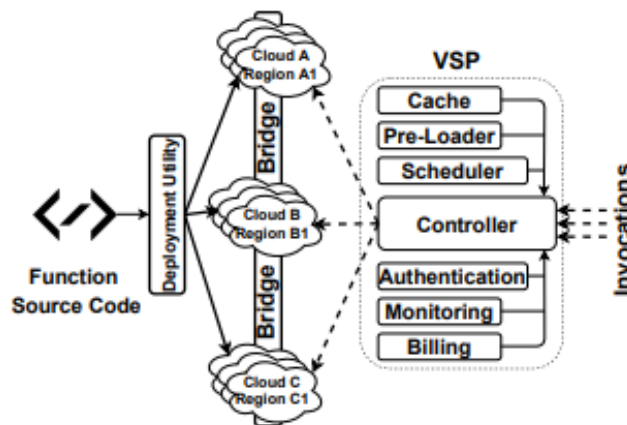 Function
Source Code
Deployment Utility
Cloud A
Region A1
Bridge
Cloud B
Region B1
Bridge
Cloud C
Region C1
VSP
Cache
Pre-Loader
Scheduler
Controller
Authentication
Monitoring
Billing
Invocations